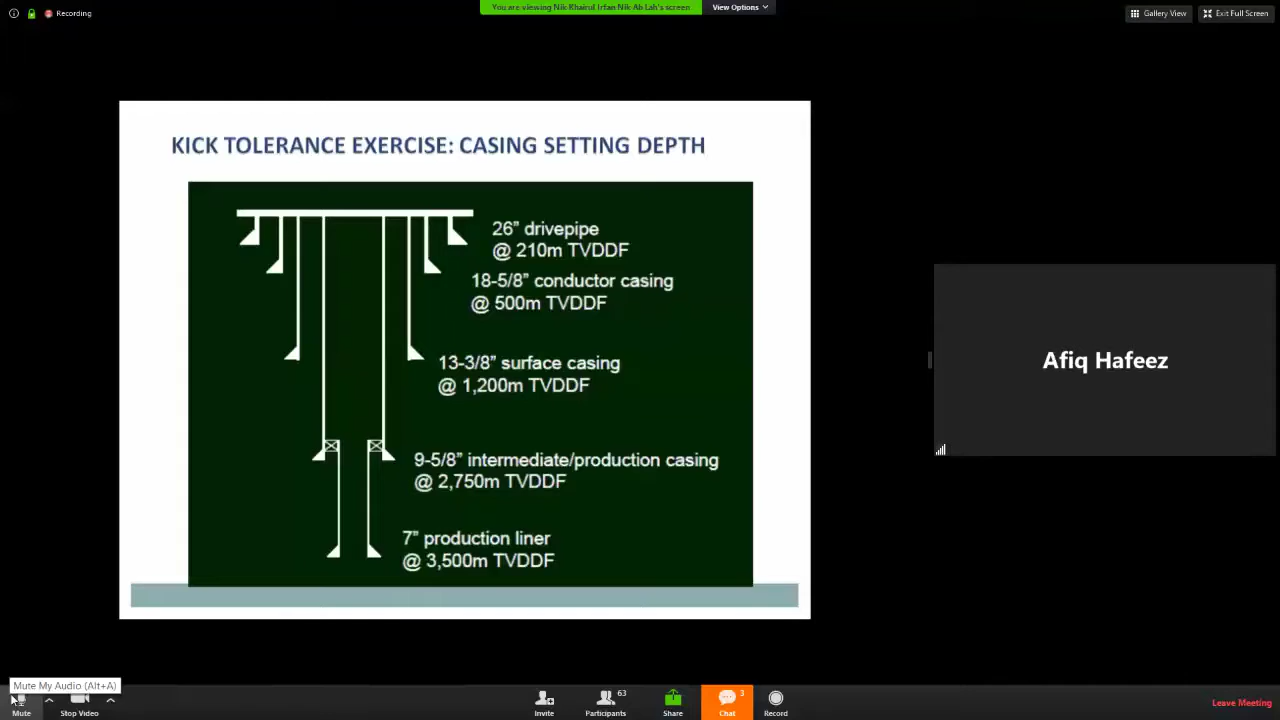 Recording
You are viewing Nik Khairul Irfan Nik Ab Lah's screen
View Options
Gallery View
Exit Full Screen
KICK TOLERANCE EXERCISE: CASING SETTING DEPTH
26” drivepipe
@ 210m TVDDF
18-5/8” conductor casing
@ 500m TVDDF
13-3/8” surface casing
@ 1,200m TVDDF
9-5/8” intermediate/production casing
@ 2,750m TVDDF
7” production liner
@ 3,500m TVDDF
Afiq Hafeez
Mute My Audio (Alt+A)
Mute
Stop Video
Invite
Participants
63
Share
Chat
3
Record
Leave Meeting